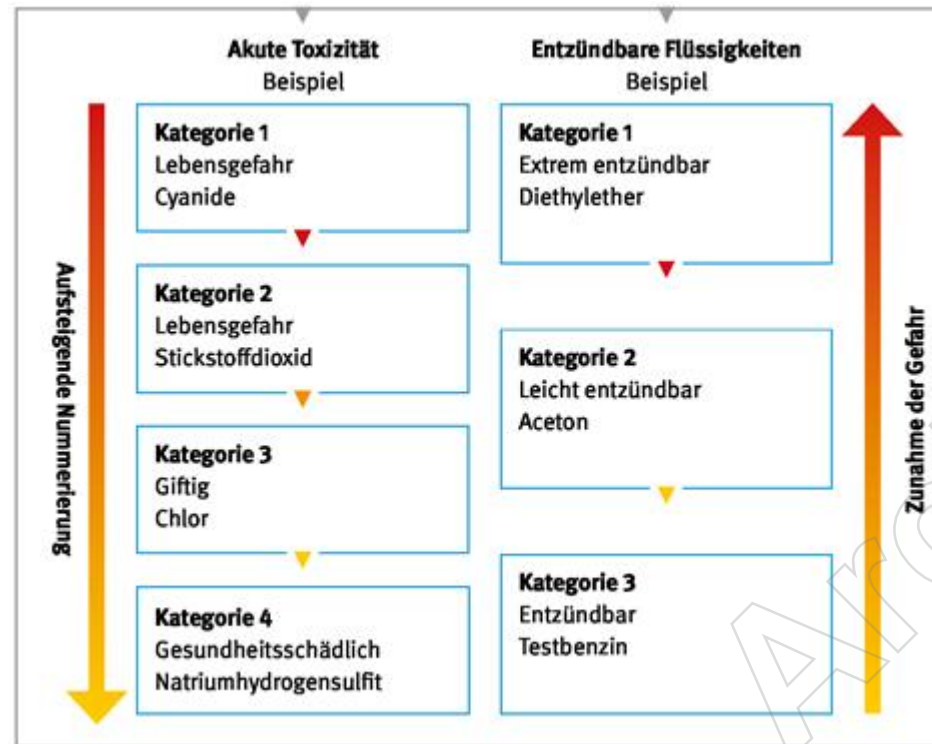 Akute Toxizität
Beispiel
Kategorie 1
Lebensgefahr
Cyanide
Kategorie 2
Lebensgefahr
Stickstoffdioxid
Kategorie 3
Giftig
Chlor
Kategorie 4
Gesundheitsschädlich
Natriumhydrogensulfit
Entzündbare Flüssigkeiten
Beispiel
Kategorie 1
Extrem entzündbar
Diethylether
Kategorie 2
Leicht entzündbar
Aceton
Kategorie 3
Entzündbar
Testbenzin
Aufsteigende Nummerierung
Zunahme der Gefahr